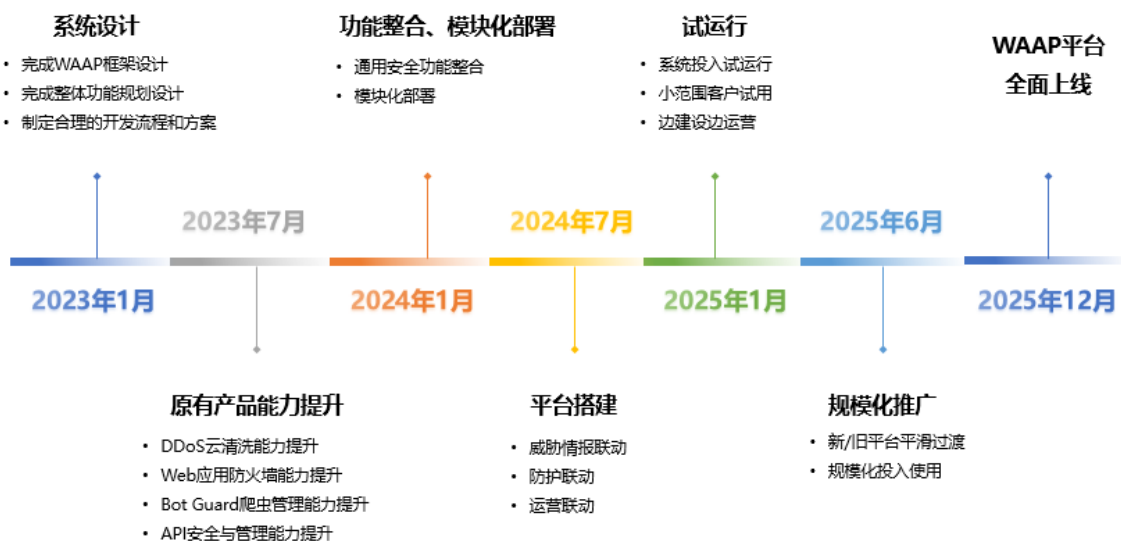 系统设计
• 完成WAAP框架设计
• 完成整体功能规划设计
• 制定合理的开发流程和方案
功能整合、模块化部署
• 通用安全功能整合
• 模块化部署
试运行
• 系统投入试运行
• 小范围客户试用
• 边建设边运营
WAAP平台
全面上线
2023年7月
2024年7月
2025年6月
2023年1月
2024年1月
2025年1月
2025年12月
原有产品能力提升
• DDoS云清洗能力提升
• Web应用防火墙能力提升
• Bot Guard爬虫管理能力提升
• API安全与管理能力提升
平台搭建
• 威胁情报联动
• 防护联动
• 运营联动
规模化推广
• 新/旧平台平滑过渡
• 规模化投入使用